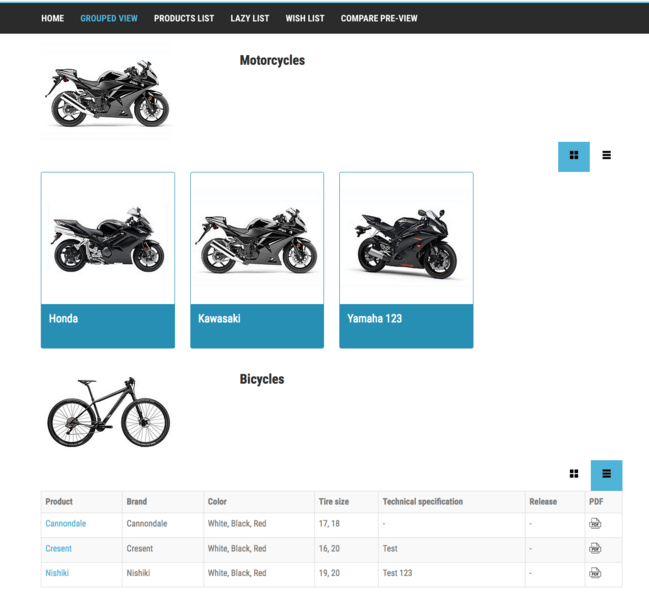 HOME GROUPED VIEW PRODUCTS LIST LAZY LIST WISH LIST COMPARE PRE-VIEW
Motorcycles
Honda Kawasaki Yamaha 123
Bicycles
Product Brand Color Tire size Technical specification Release PDF
Cannondale Cannondale White, Black, Red 17, 18 - - PDF
Cresent Cresent White, Black, Red 16, 20 Test - PDF
Nishiki Nishiki White, Black, Red 19, 20 Test 123 - PDF